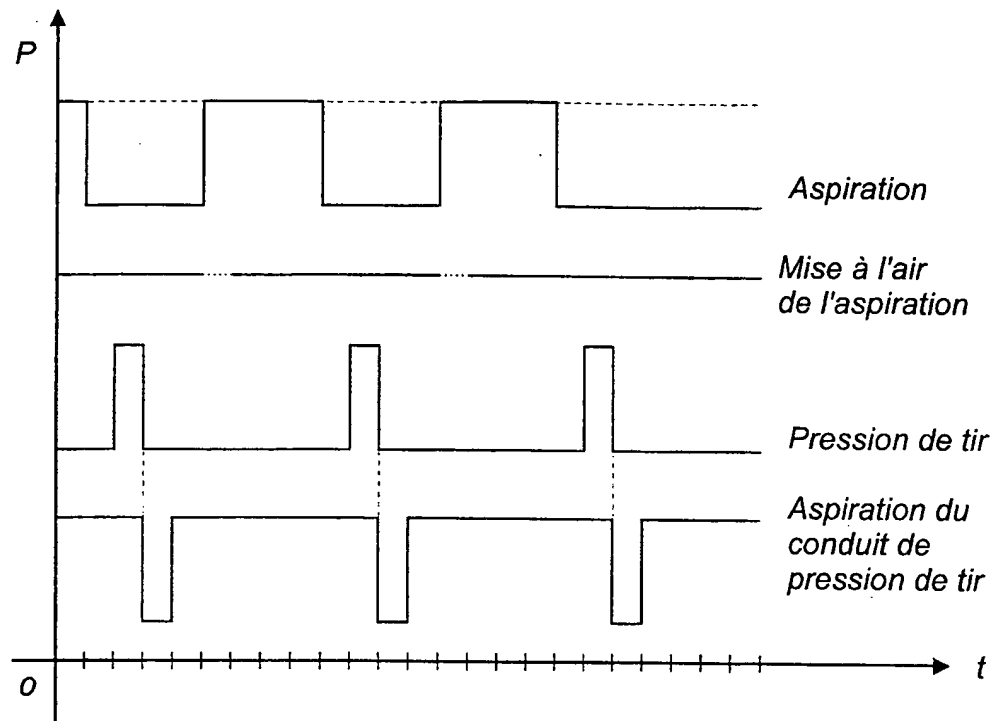 P
Aspiration
Mise à l'air
de l'aspiration
Pression de tir
Aspiration du
conduit de
pression de tir
o
t